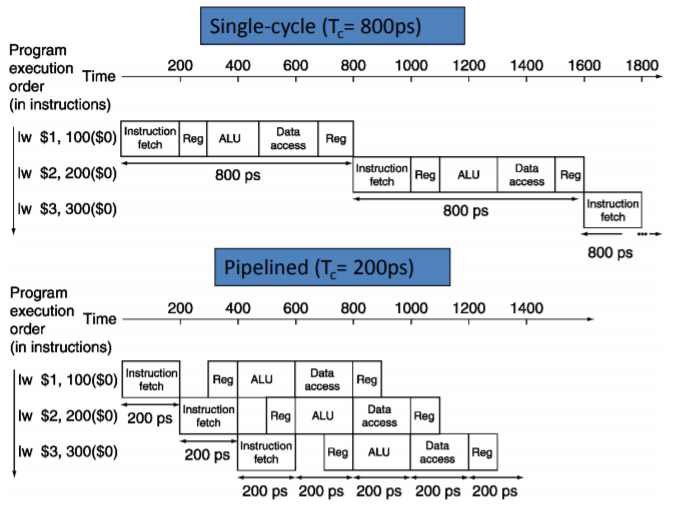 Single-cycle (Tc= 800ps)
Program
execution
order
(in instructions)
Time
200 400 600 800 1000 1200 1400 1600 1800
lw $1, 100($0)
Instruction fetch Reg ALU Data access Reg
lw $2, 200($0)
800 ps
Instruction fetch Reg ALU Data access Reg
lw $3, 300($0)
800 ps
Instruction fetch
...
800 ps
Pipelined (Tc= 200ps)
Program
execution
order
(in instructions)
Time
200 400 600 800 1000 1200 1400
lw $1, 100($0)
Instruction fetch Reg ALU Data access Reg
lw $2, 200($0)
200 ps
Instruction fetch Reg ALU Data access Reg
lw $3, 300($0)
200 ps
Instruction fetch Reg ALU Data access Reg
200 ps 200 ps 200 ps 200 ps 200 ps